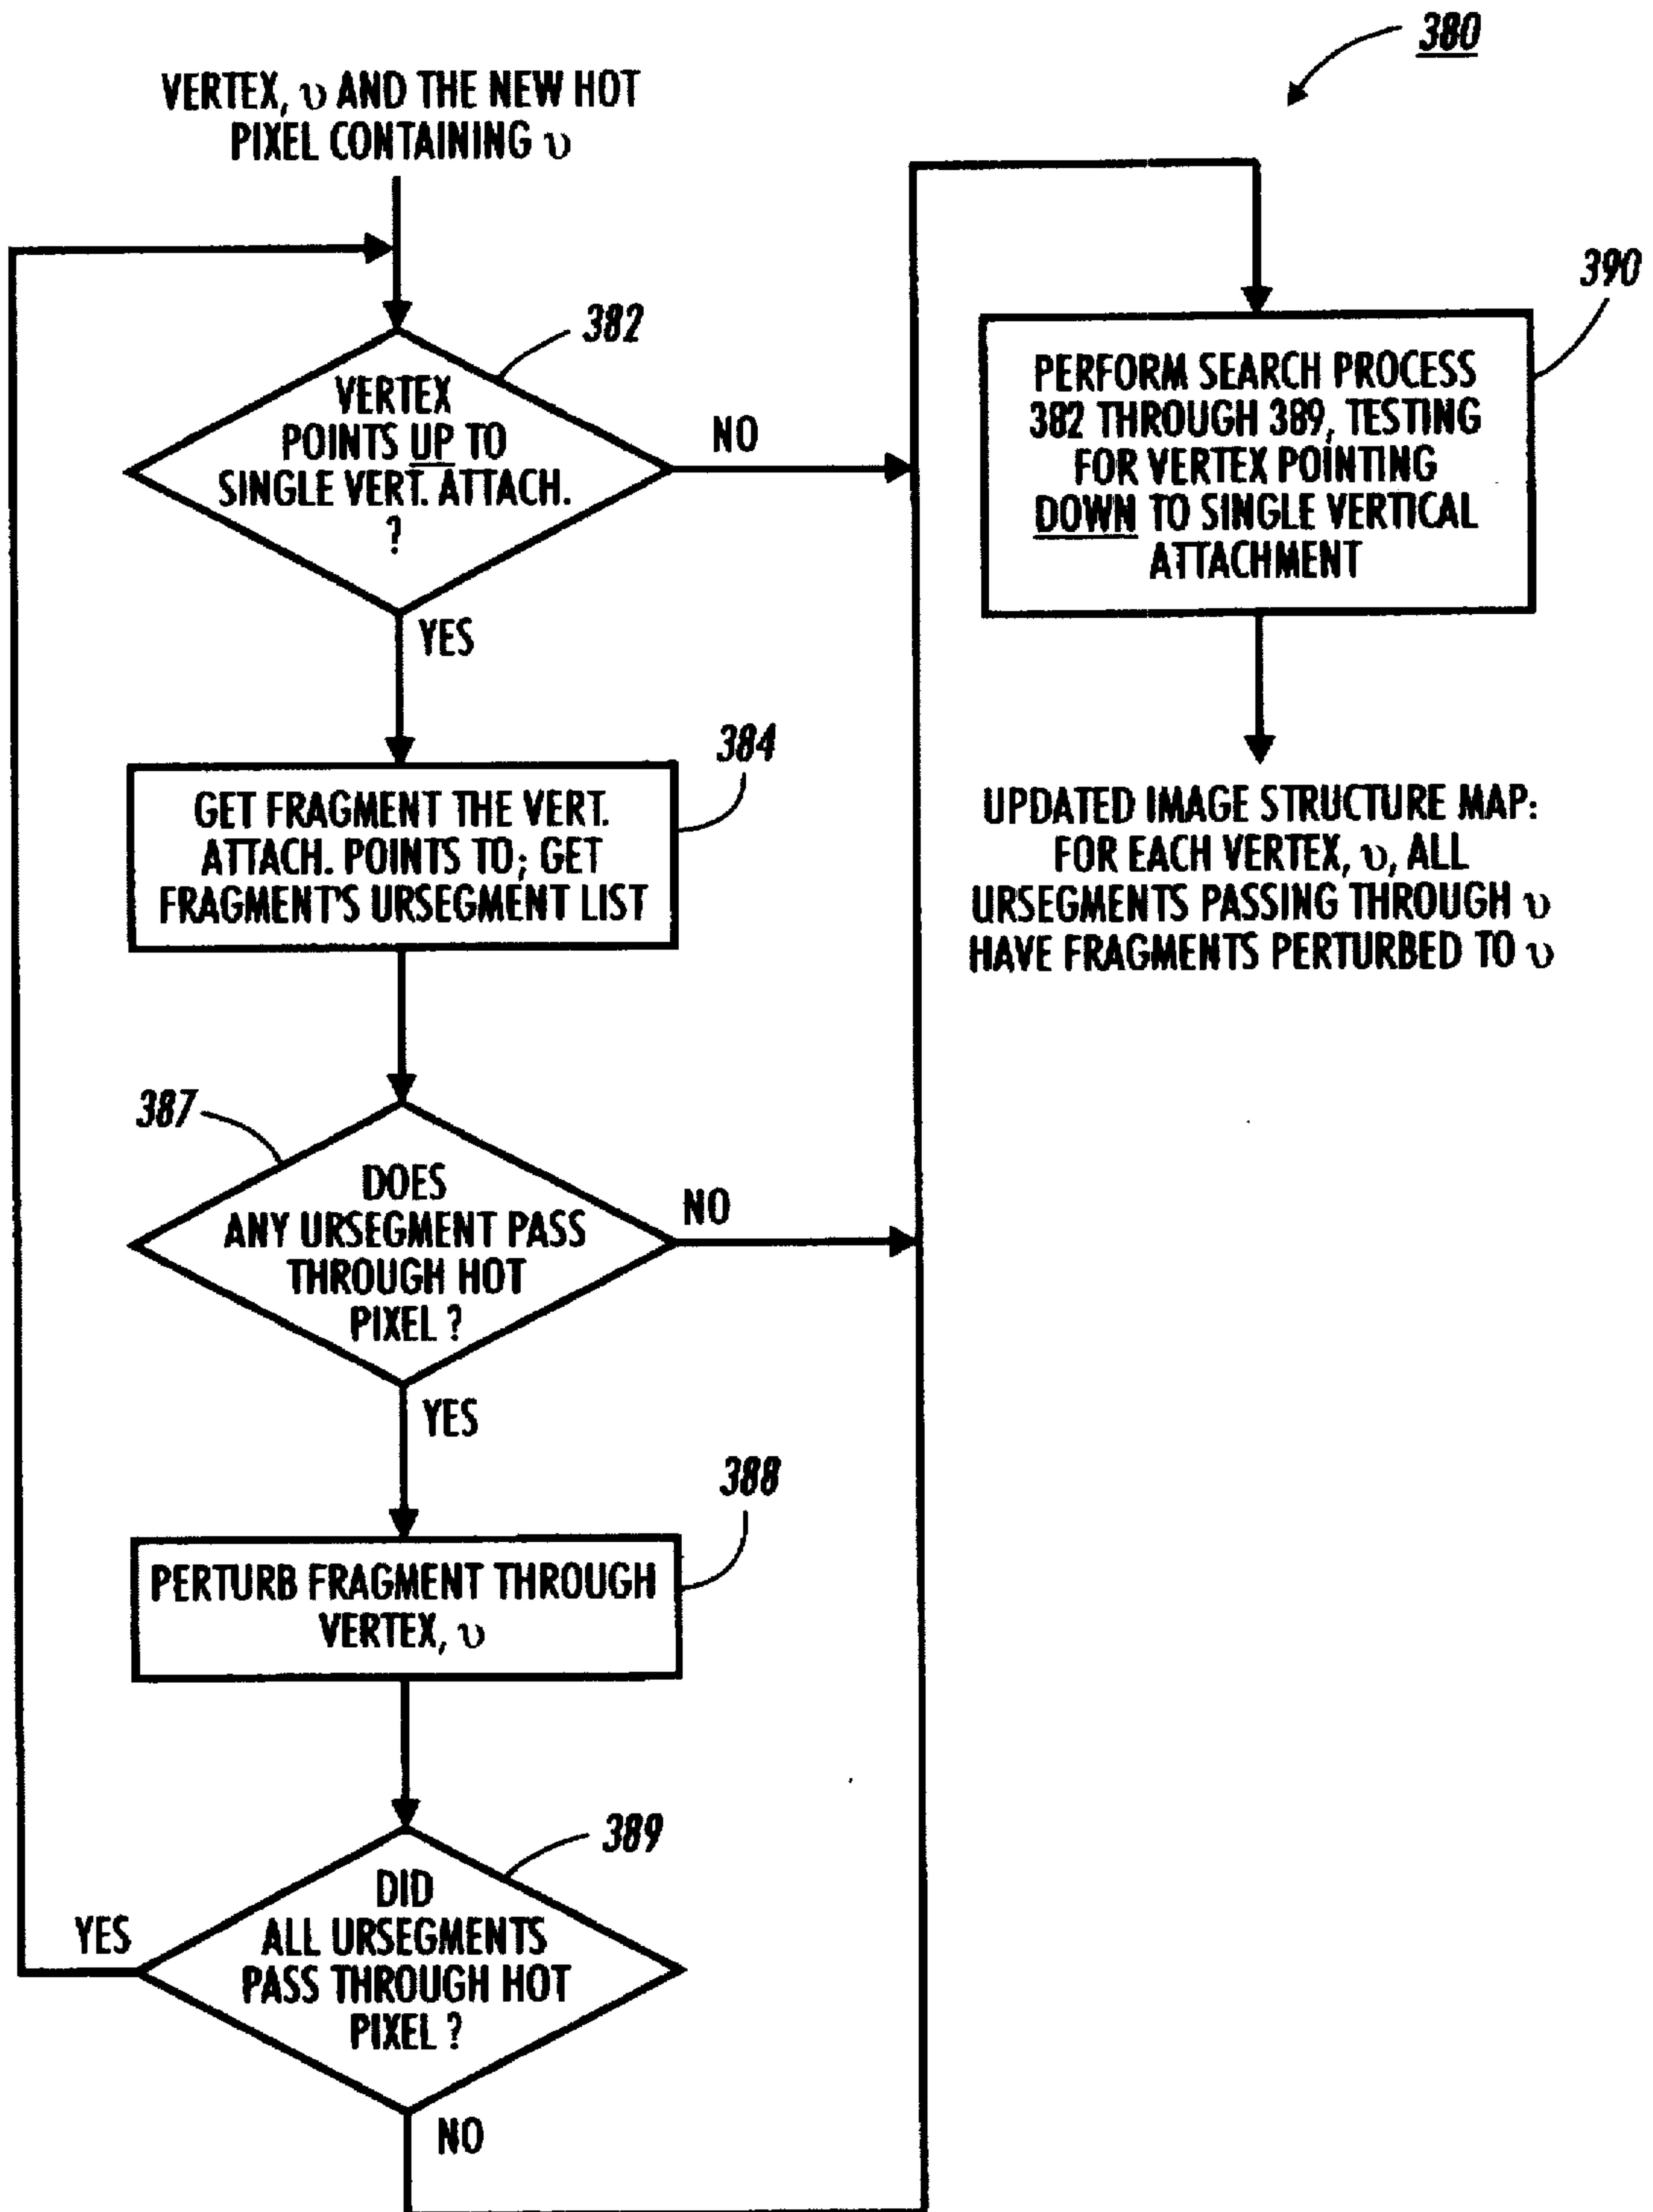 380
VERTEX, υ AND THE NEW HOT
PIXEL CONTAINING υ
382
VERTEX
POINTS UP TO
SINGLE VERT. ATTACH.
?
NO
YES
384
GET FRAGMENT THE VERT.
ATTACH. POINTS TO; GET
FRAGMENT'S URSEGMENT LIST
387
DOES
ANY URSEGMENT PASS
THROUGH HOT
PIXEL ?
NO
YES
388
PERTURB FRAGMENT THROUGH
VERTEX, υ
389
DID
ALL URSEGMENTS
PASS THROUGH HOT
PIXEL ?
YES
NO
390
PERFORM SEARCH PROCESS
382 THROUGH 389, TESTING
FOR VERTEX POINTING
DOWN TO SINGLE VERTICAL
ATTACHMENT
UPDATED IMAGE STRUCTURE MAP:
FOR EACH VERTEX, υ, ALL
URSEGMENTS PASSING THROUGH υ
HAVE FRAGMENTS PERTURBED TO υ